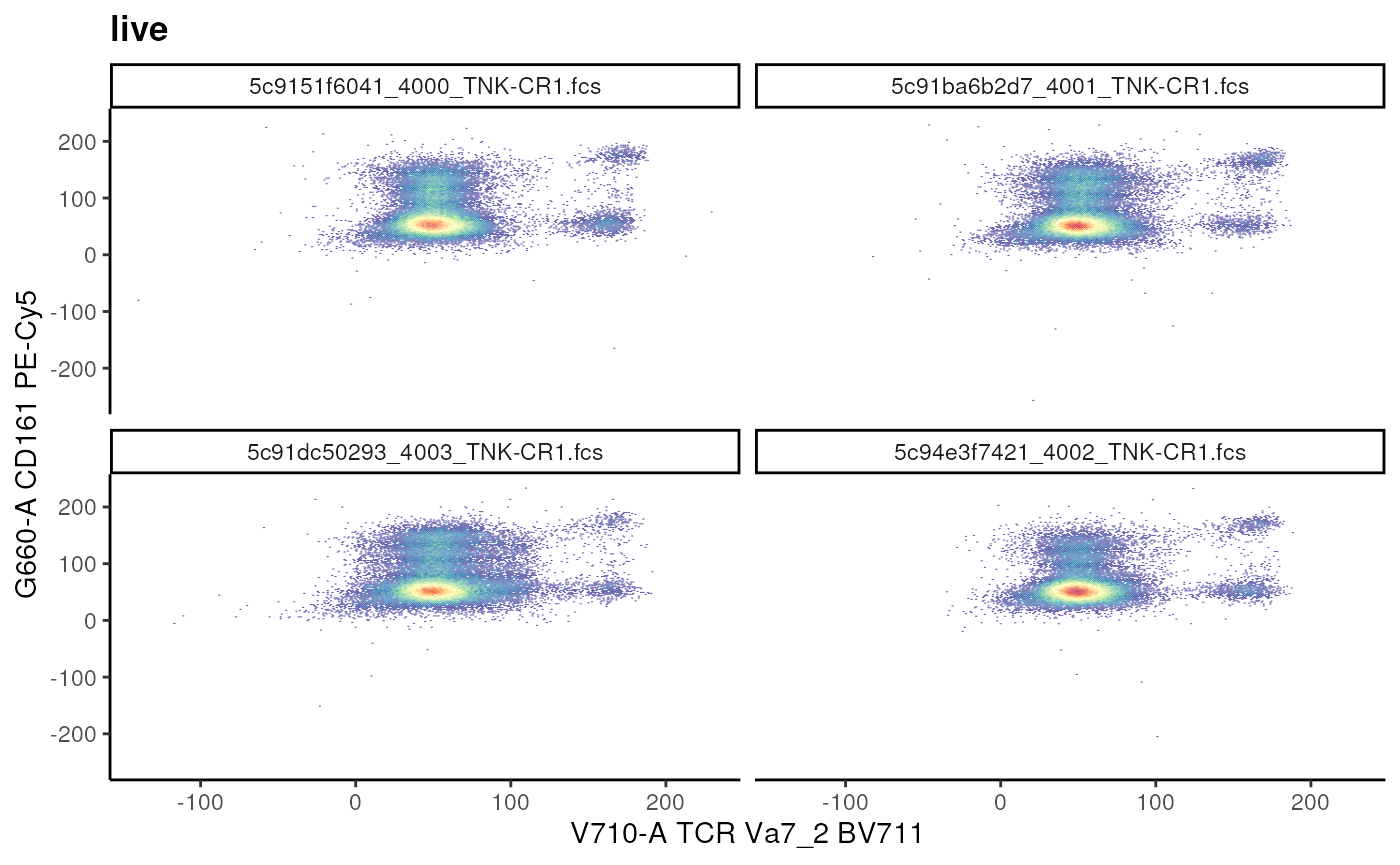 live
5c9151f6041_4000_TNK-CR1.fcs
5c91ba6b2d7_4001_TNK-CR1.fcs
200
100
0
-100
-200
5c91dc50293_4003_TNK-CR1.fcs
5c94e3f7421_4002_TNK-CR1.fcs
200
100
0
-100
-200
G660-A CD161 PE-Cy5
-100 0 100 200
-100 0 100 200
V710-A TCR Va7_2 BV711